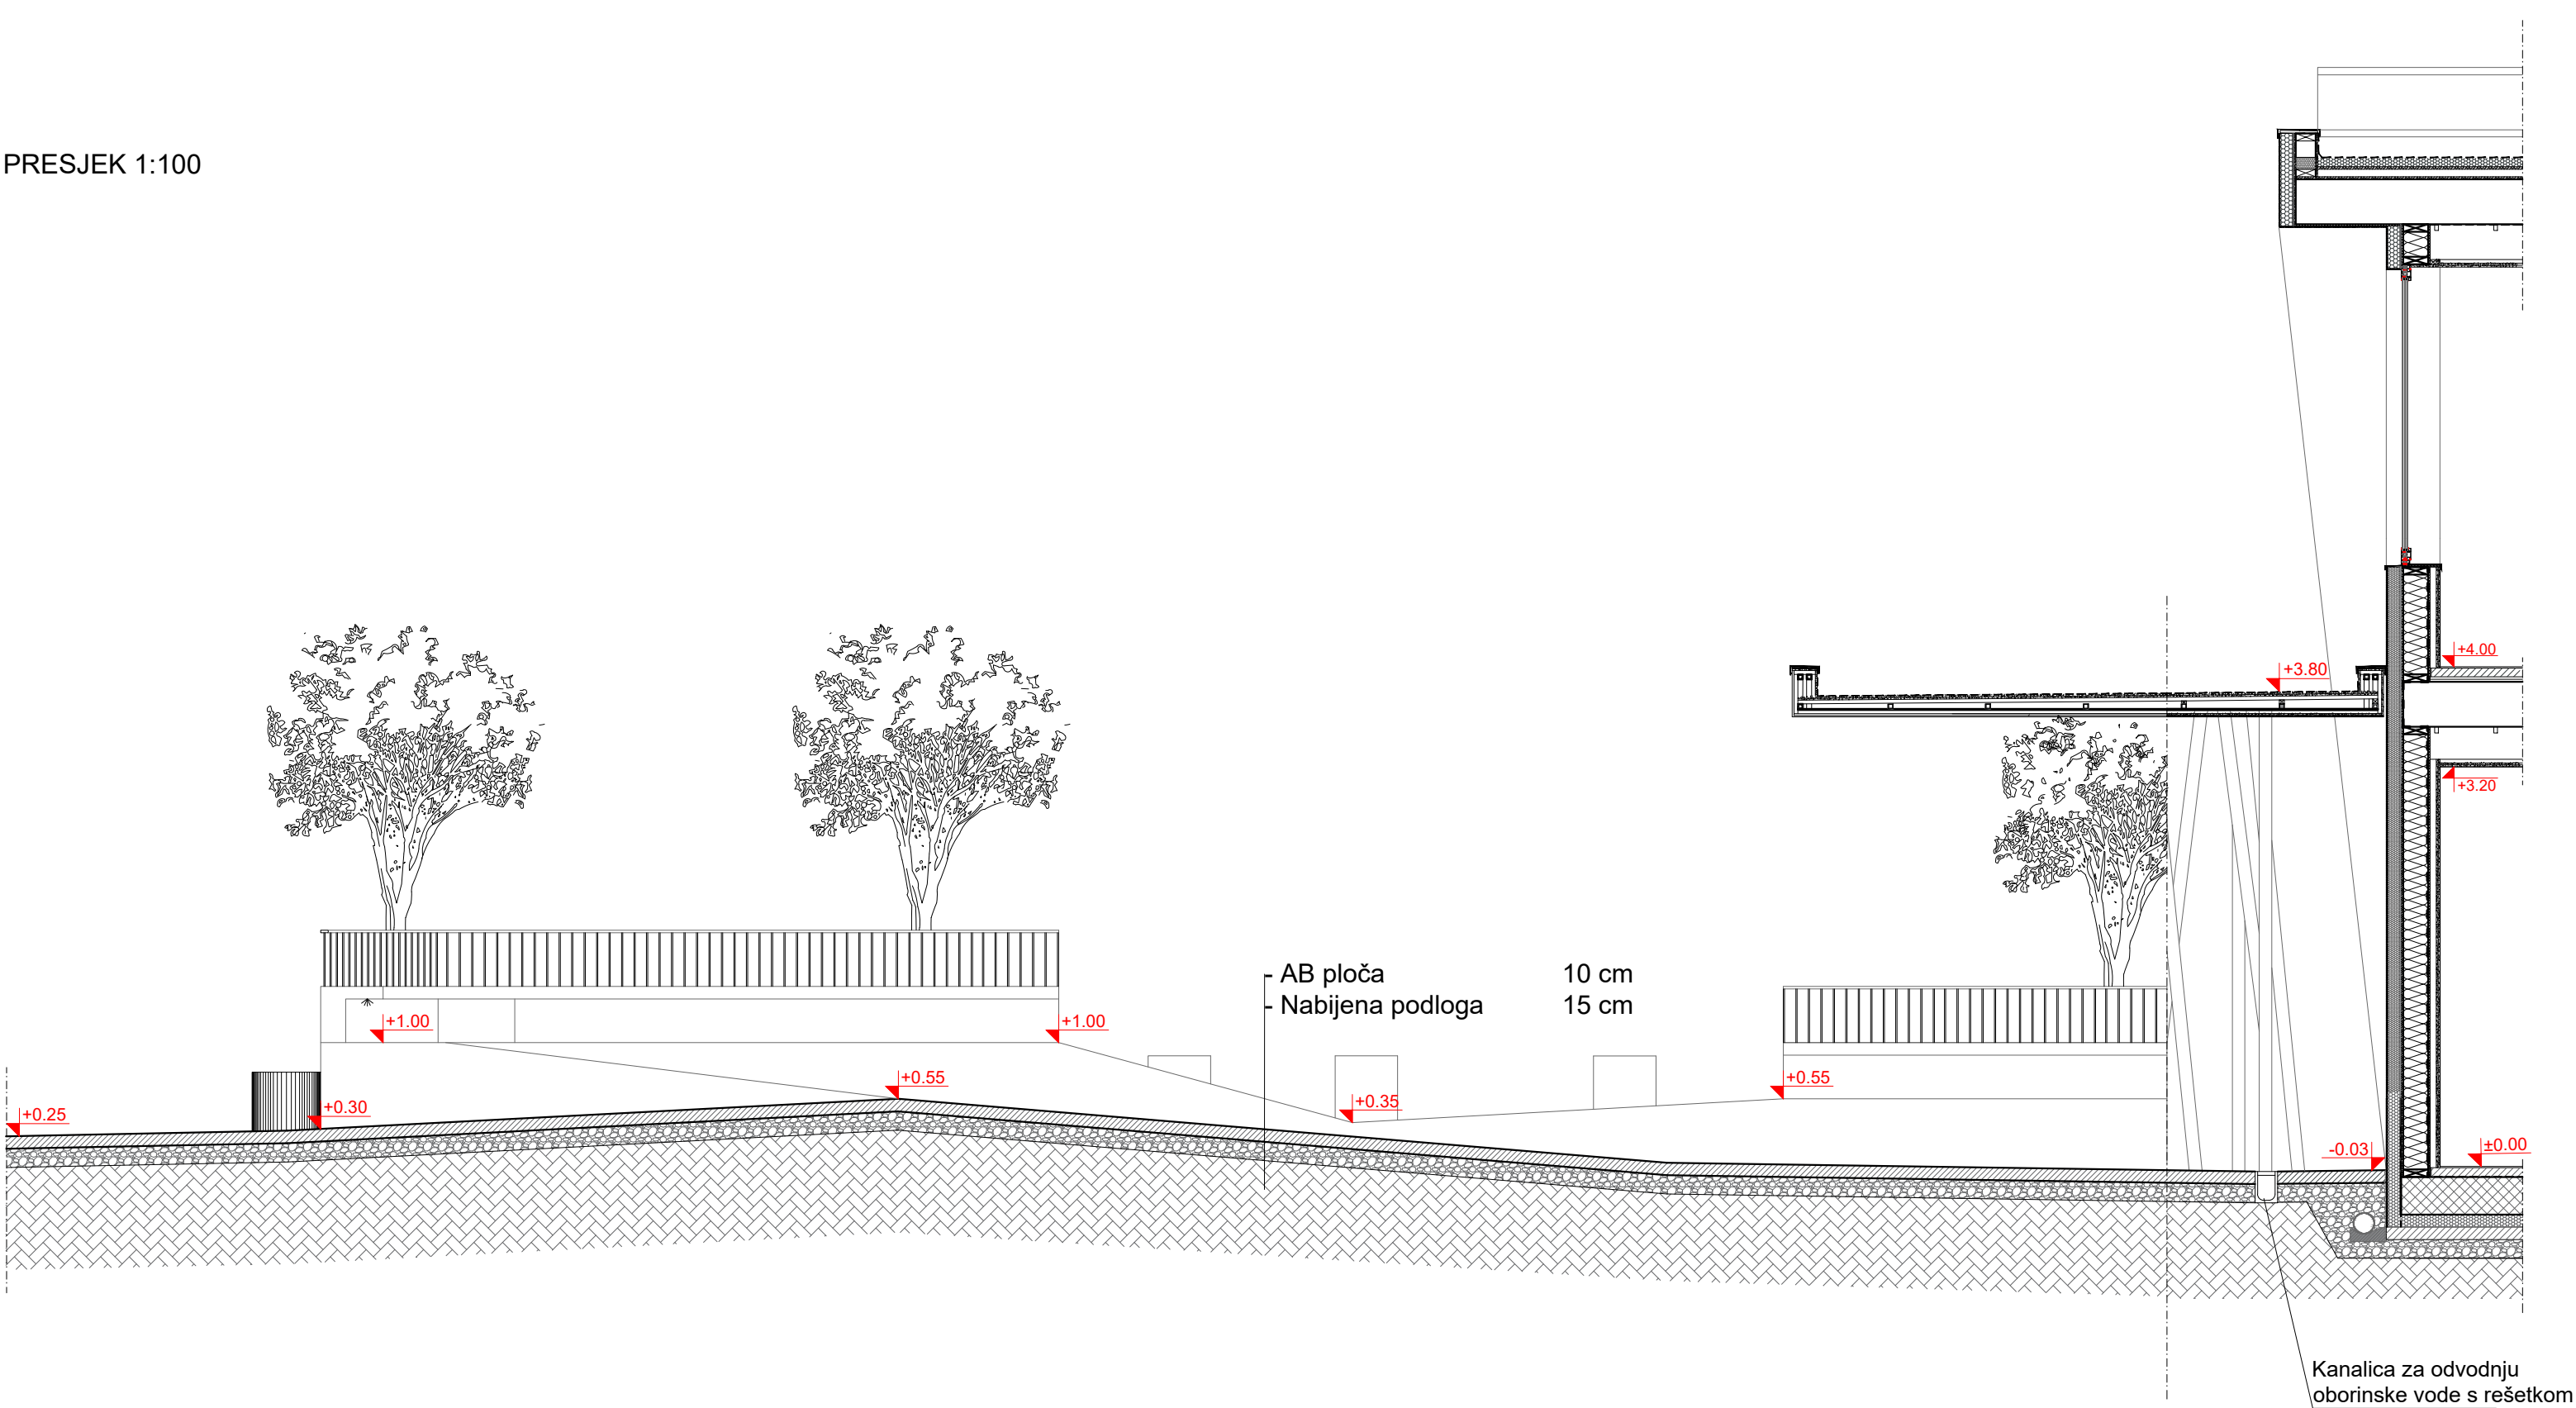 PRESJEK 1:100
+4.00
+3.80
+3.20
- AB ploča 10 cm
- Nabijena podloga 15 cm
+1.00
+1.00
+0.55
+0.55
+0.35
+0.30
+0.25
-0.03
±0.00
Kanalica za odvodnju
oborinske vode s rešetkom